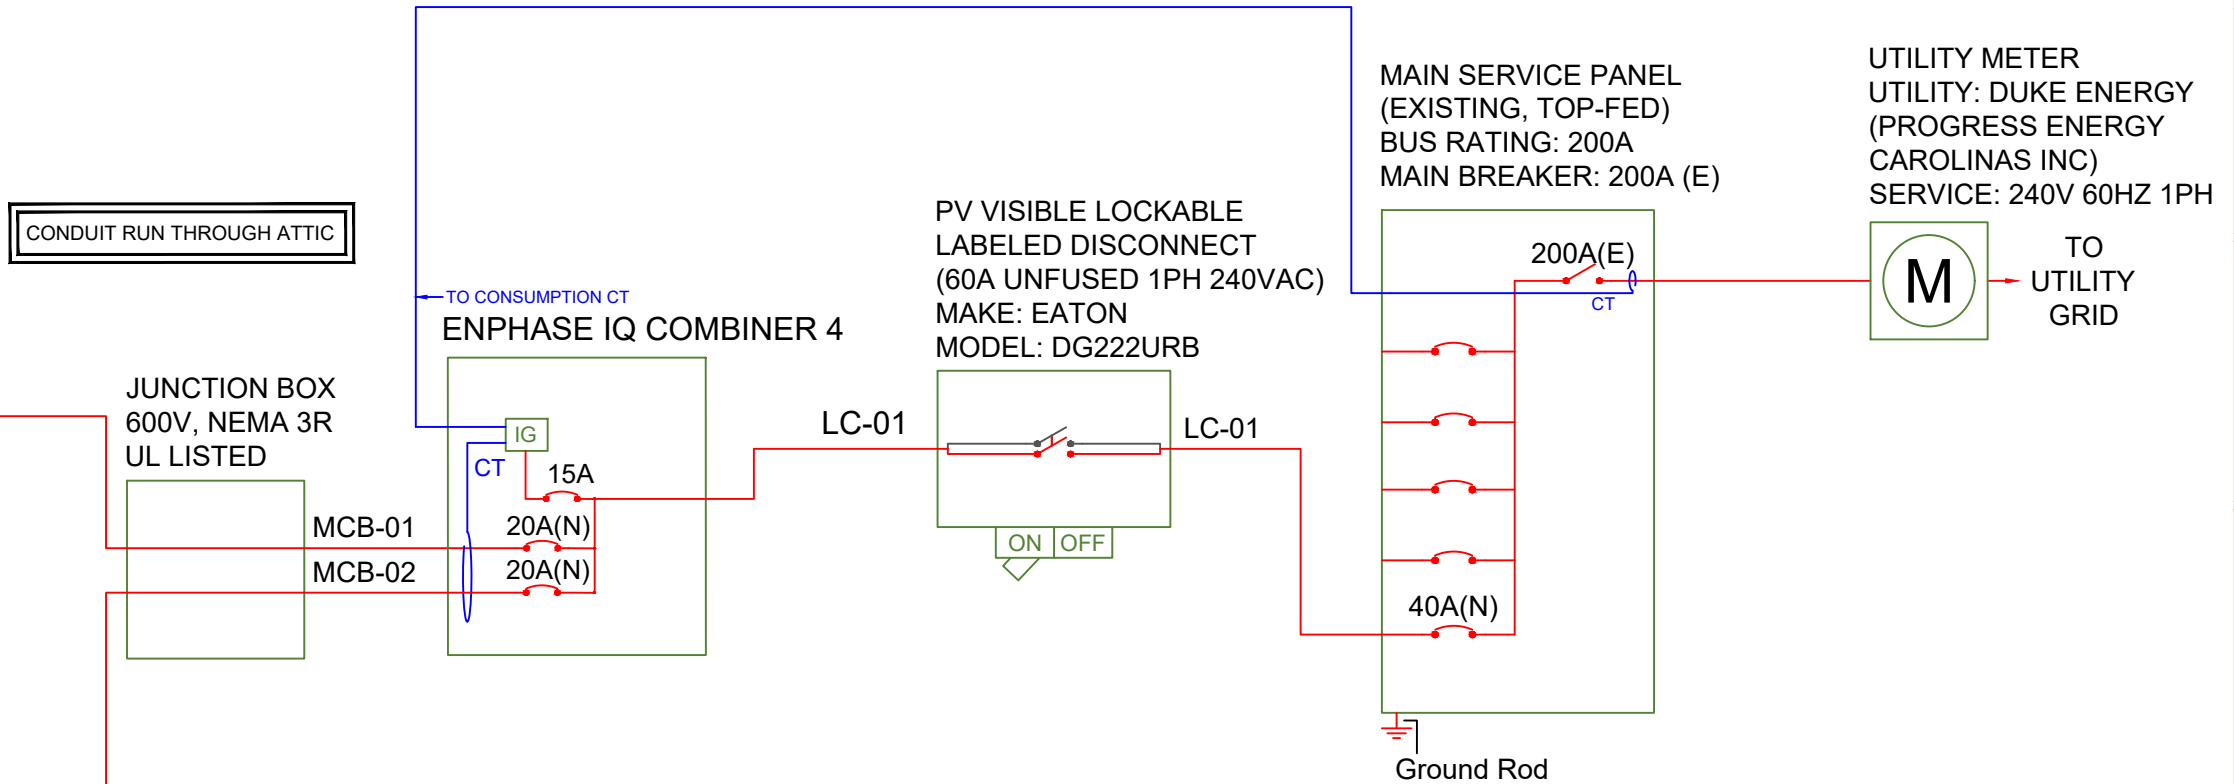 MAIN SERVICE PANEL
(EXISTING, TOP-FED)
BUS RATING: 200A
MAIN BREAKER: 200A (E)
UTILITY METER
UTILITY: DUKE ENERGY
(PROGRESS ENERGY
CAROLINAS INC)
SERVICE: 240V 60HZ 1PH
CONDUIT RUN THROUGH ATTIC
PV VISIBLE LOCKABLE
LABELED DISCONNECT
(60A UNFUSED 1PH 240VAC)
MAKE: EATON
MODEL: DG222URB
200A(E)
CT
M
TO
UTILITY
GRID
TO CONSUMPTION CT
ENPHASE IQ COMBINER 4
JUNCTION BOX
600V, NEMA 3R
UL LISTED
IG
CT
15A
LC-01
LC-01
MCB-01
20A(N)
MCB-02
20A(N)
ON OFF
40A(N)
Ground Rod